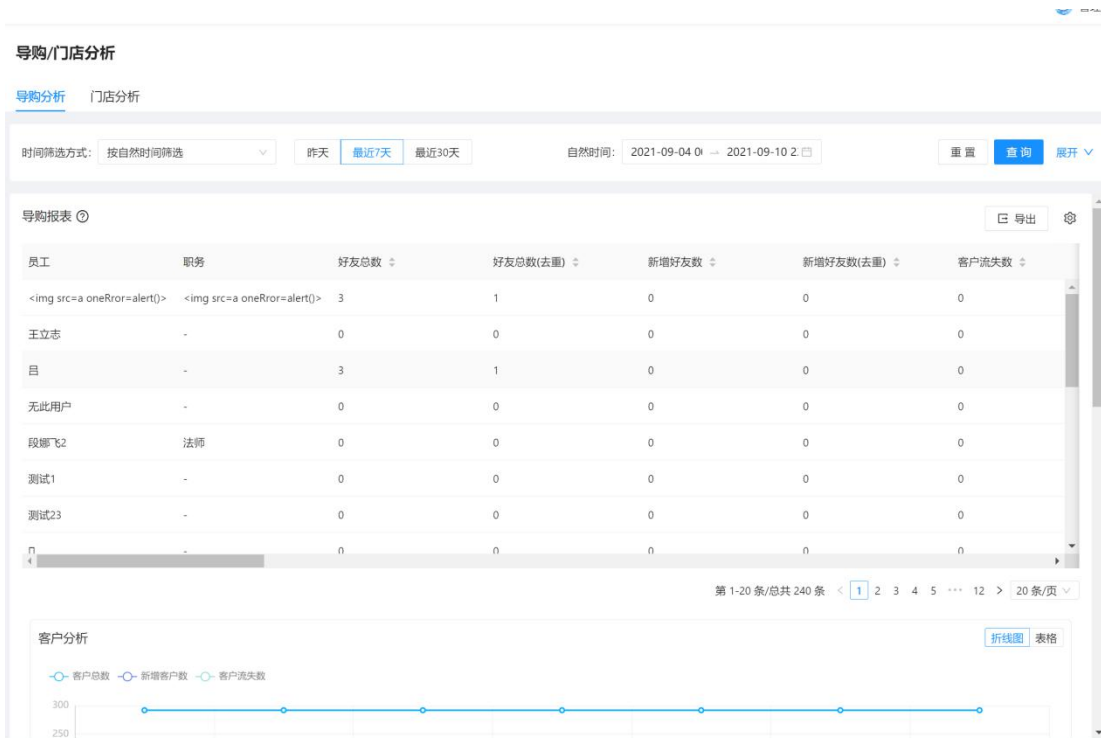 导购/门店分析
导购分析 门店分析
时间筛选方式: 按自然时间筛选 昨天 最近7天 最近30天 自然时间: 2021-09-04 0 → 2021-09-10 2 重置 查询 展开
导购报表 导出
员工 职务 好友总数 好友总数(去重) 新增好友数 新增好友数(去重) 客户流失数
<img src=a oneRror=alert()> <img src=a oneRror=alert()> 3 1 0 0 0
王立志 - 0 0 0 0 0
吕 - 3 1 0 0 0
无此用户 - 0 0 0 0 0
段娜飞2 法师 0 0 0 0 0
测试1 - 0 0 0 0 0
测试23 - 0 0 0 0 0
- 0 0 0 0 0
第 1-20 条/总共 240 条 < 1 2 3 4 5 ··· 12 > 20 条/页
客户分析 折线图 表格
客户总数 新增客户数 客户流失数
300
250